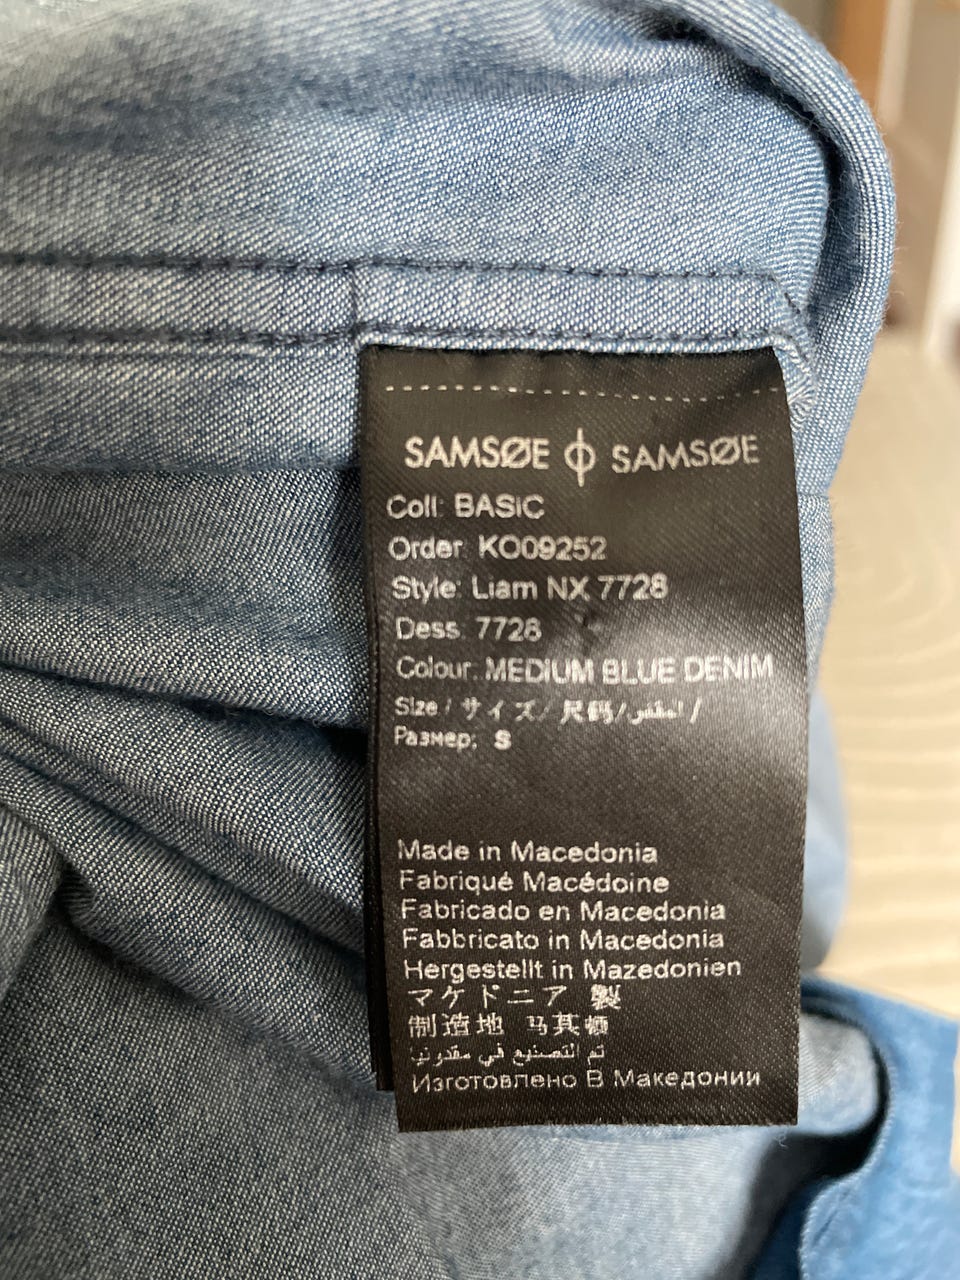 SAMSØE SAMSØE
Coll: BASIC
Order: KO09252
Style: Liam NX 7728
Dess: 7728
Colour: MEDIUM BLUE DENIM
Size / サイズ/ 尺码/المقاس /
Размер: S
Made in Macedonia
Fabriqué Macédoine
Fabricado en Macedonia
Fabbricato in Macedonia
Hergestellt in Mazedonien
マケドニア 製
制造地 马其顿
تم التصنيع في مقدونيا
Изготовлено В Македонии